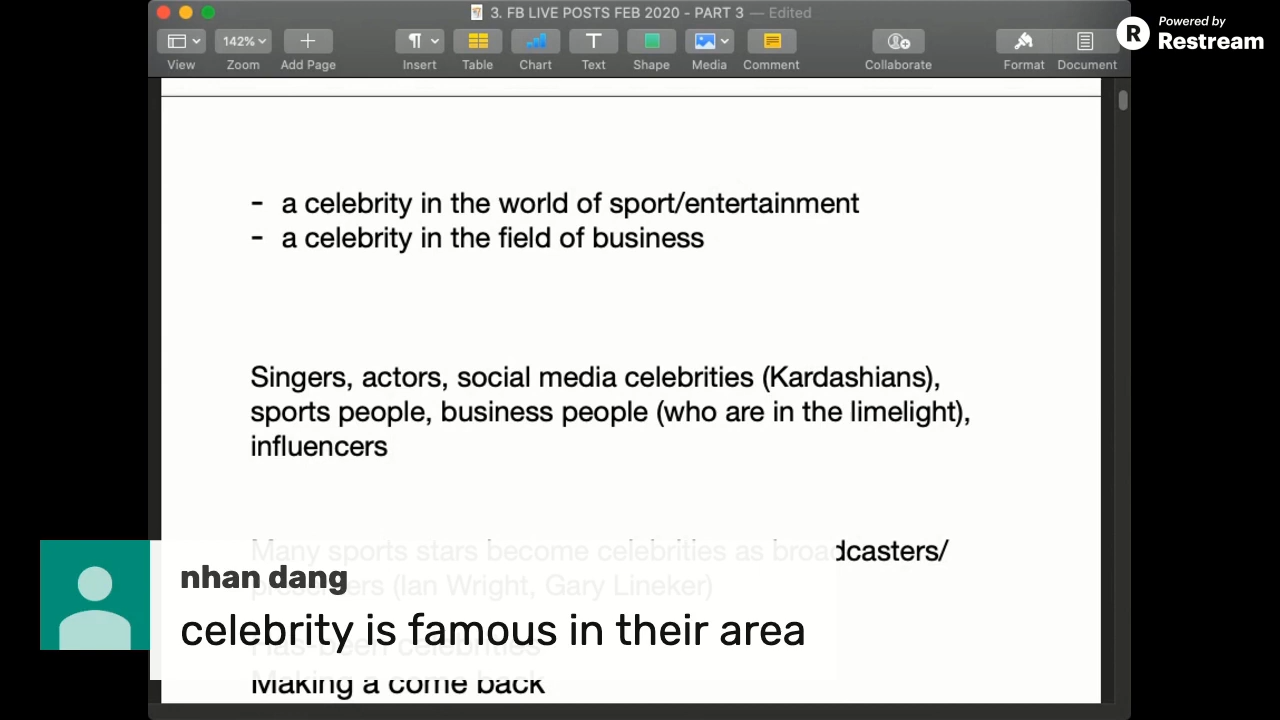 3. FB LIVE POSTS FEB 2020 - PART 3 — Edited
142%
View
Zoom
Add Page
Insert
Table
Chart
Text
Shape
Media
Comment
Collaborate
Format
Document
Powered by
Restream
- a celebrity in the world of sport/entertainment
- a celebrity in the field of business
Singers, actors, social media celebrities (Kardashians),
sports people, business people (who are in the limelight),
influencers
Many sports stars become celebrities as broadcasters/
presenters (Ian Wright, Gary Lineker)
nhan dang
celebrity is famous in their area
Has-been celebrities
Making a come back